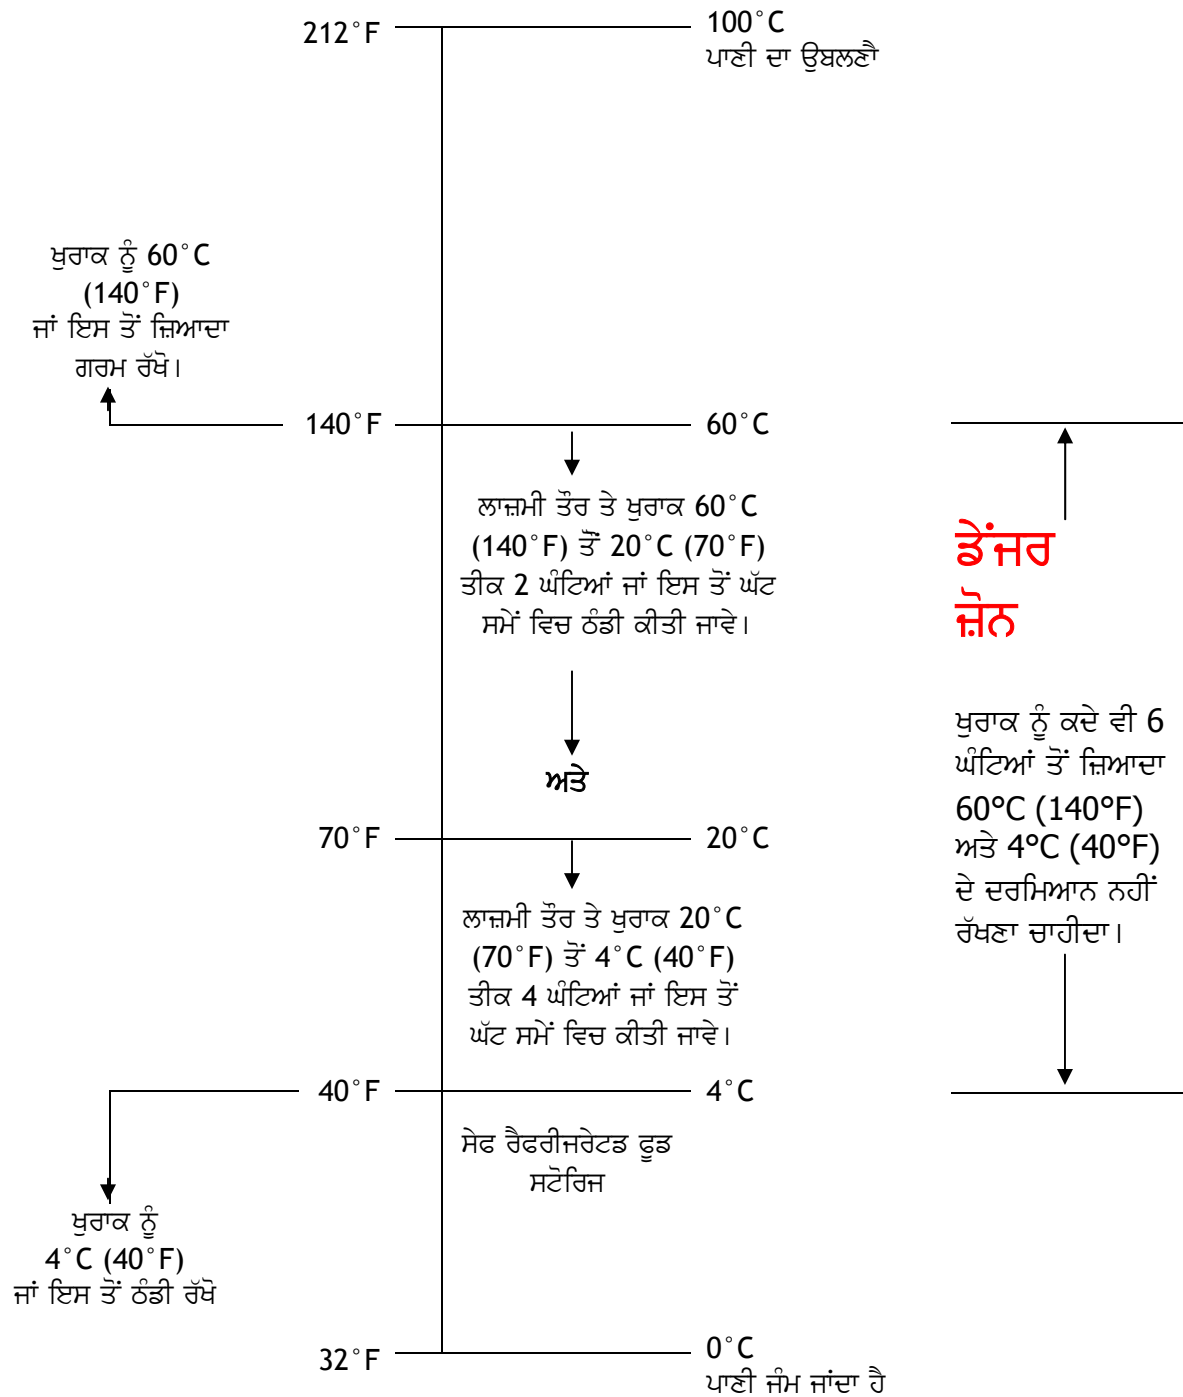 212°F
100°C
ਪਾਣੀ ਦਾ ਉਬਲਣੈ
ਖੁਰਾਕ ਨੂੰ 60°C
(140°F)
ਜਾਂ ਇਸ ਤੋਂ ਜ਼ਿਆਦਾ
ਗਰਮ ਰੱਖੋ।
140°F
60°C
ਲਾਜ਼ਮੀ ਤੌਰ ਤੇ ਖੁਰਾਕ 60°C
(140°F) ਤੋਂ 20°C (70°F)
ਤੀਕ 2 ਘੰਟਿਆਂ ਜਾਂ ਇਸ ਤੋਂ ਘੱਟ
ਸਮੇਂ ਵਿਚ ਠੰਡੀ ਕੀਤੀ ਜਾਵੇ।
ਅਤੇ
70°F
20°C
ਲਾਜ਼ਮੀ ਤੌਰ ਤੇ ਖੁਰਾਕ 20°C
(70°F) ਤੋਂ 4°C (40°F)
ਤੀਕ 4 ਘੰਟਿਆਂ ਜਾਂ ਇਸ ਤੋਂ
ਘੱਟ ਸਮੇਂ ਵਿਚ ਕੀਤੀ ਜਾਵੇ।
ਡੇਂਜਰ
ਜ਼ੋਨ
ਖੁਰਾਕ ਨੂੰ ਕਦੇ ਵੀ 6
ਘੰਟਿਆਂ ਤੋਂ ਜ਼ਿਆਦਾ
60°C (140°F)
ਅਤੇ 4°C (40°F)
ਦੇ ਦਰਮਿਆਨ ਨਹੀਂ
ਰੱਖਣਾ ਚਾਹੀਦਾ।
40°F
4°C
ਸੇਫ ਰੈਫਰੀਜਰੇਟਡ ਫੂਡ
ਸਟੋਰਿਜ
ਖੁਰਾਕ ਨੂੰ
4°C (40°F)
ਜਾਂ ਇਸ ਤੋਂ ਠੰਡੀ ਰੱਖੋ
32°F
0°C
ਪਾਣੀ ਜੰਮ ਜਾਂਦਾ ਹੈ